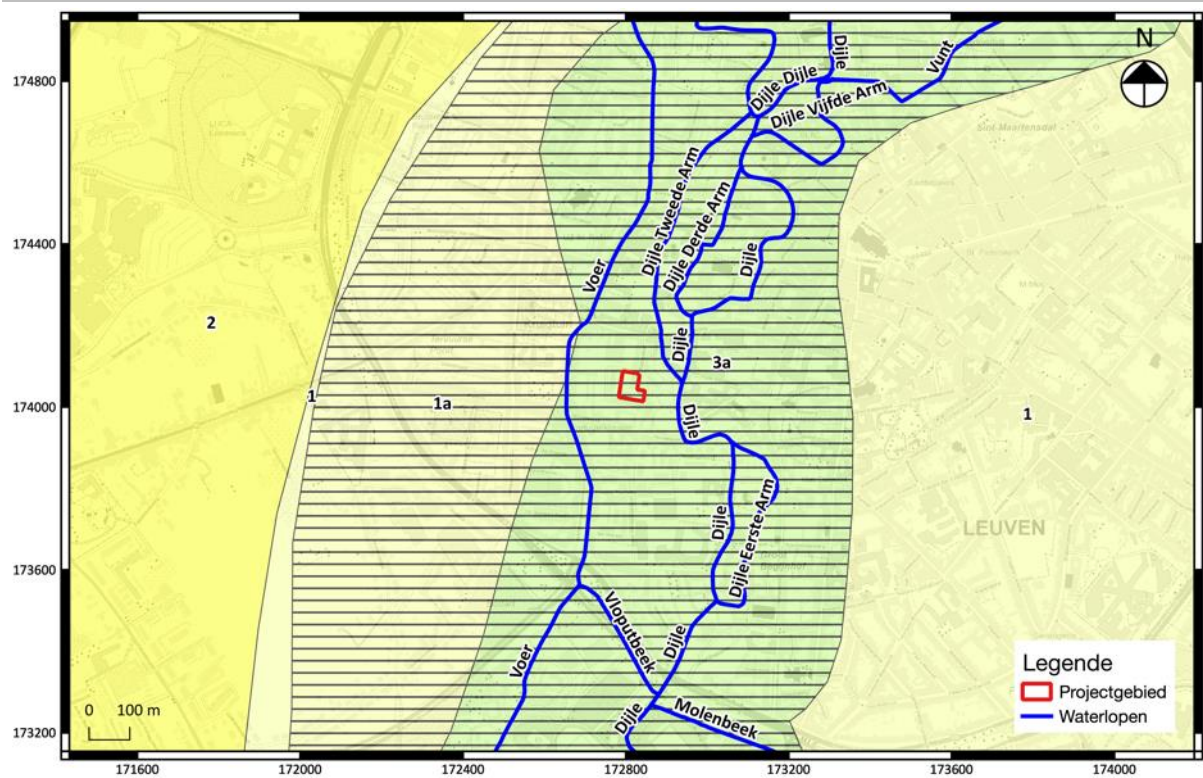 N
174800
174400
174000
173600
173200
171600
172000
172400
172800
173200
173600
174000
Dijle
Vunt
Dijle Dijle
Dijle Vijfde Arm
Sint-Maartensdal
Dijle Tweede Arm
Dijle Derde Arm
Dijle
Voer
2
Dijle
3a
1
1a
1
Dijle
LEUVEN
Dijle
Dijle Eerste Arm
Vloputbeek
Dijle
Voer
Dijle
Molenbeek
0 100 m
Legende
Projectgebied
Waterlopen